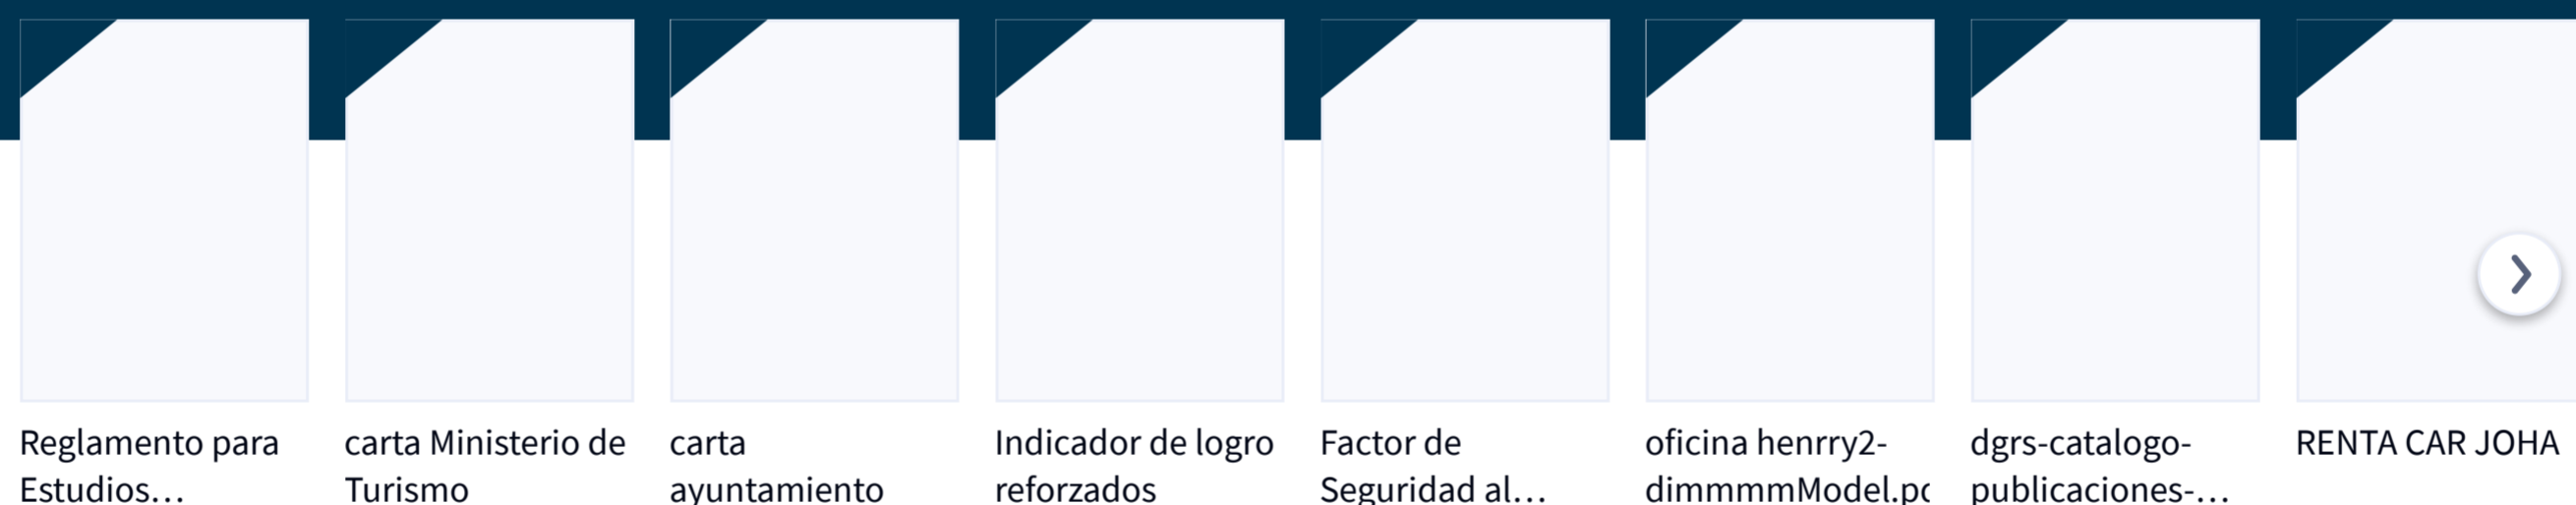 Reglamento para
Estudios...
carta Ministerio de
Turismo
carta
ayuntamiento
Indicador de logro
reforzados
Factor de
Seguridad al...
oficina henrry2-
dimmmmModel.pd
dgrs-catalogo-
publicaciones-...
RENTA CAR JOHA